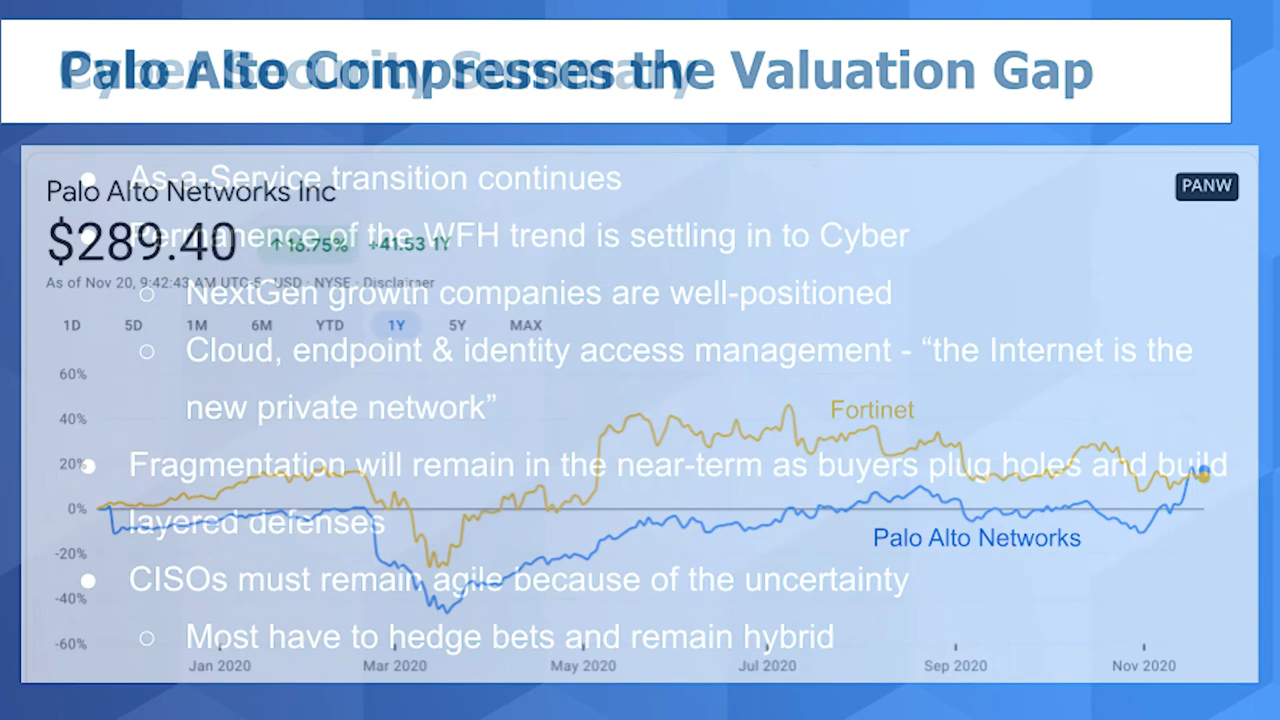 Palo Alto Compresses the Valuation Gap
Cyber Security Summary
Palo Alto Networks Inc
PANW
$289.40
↑ 16.75% +41.53 1Y
As of Nov 20, 9:42:43 AM UTC-5 · USD · NYSE · Disclaimer
1D 5D 1M 6M YTD 1Y 5Y MAX
60%
40%
20%
0%
-20%
-40%
-60%
Fortinet
Palo Alto Networks
Jan 2020 Mar 2020 May 2020 Jul 2020 Sep 2020 Nov 2020
● As-a-Service transition continues
● Permanence of the WFH trend is settling in to Cyber
○ NextGen growth companies are well-positioned
○ Cloud, endpoint & identity access management - “the Internet is the
new private network”
● Fragmentation will remain in the near-term as buyers plug holes and build
layered defenses
● CISOs must remain agile because of the uncertainty
○ Most have to hedge bets and remain hybrid